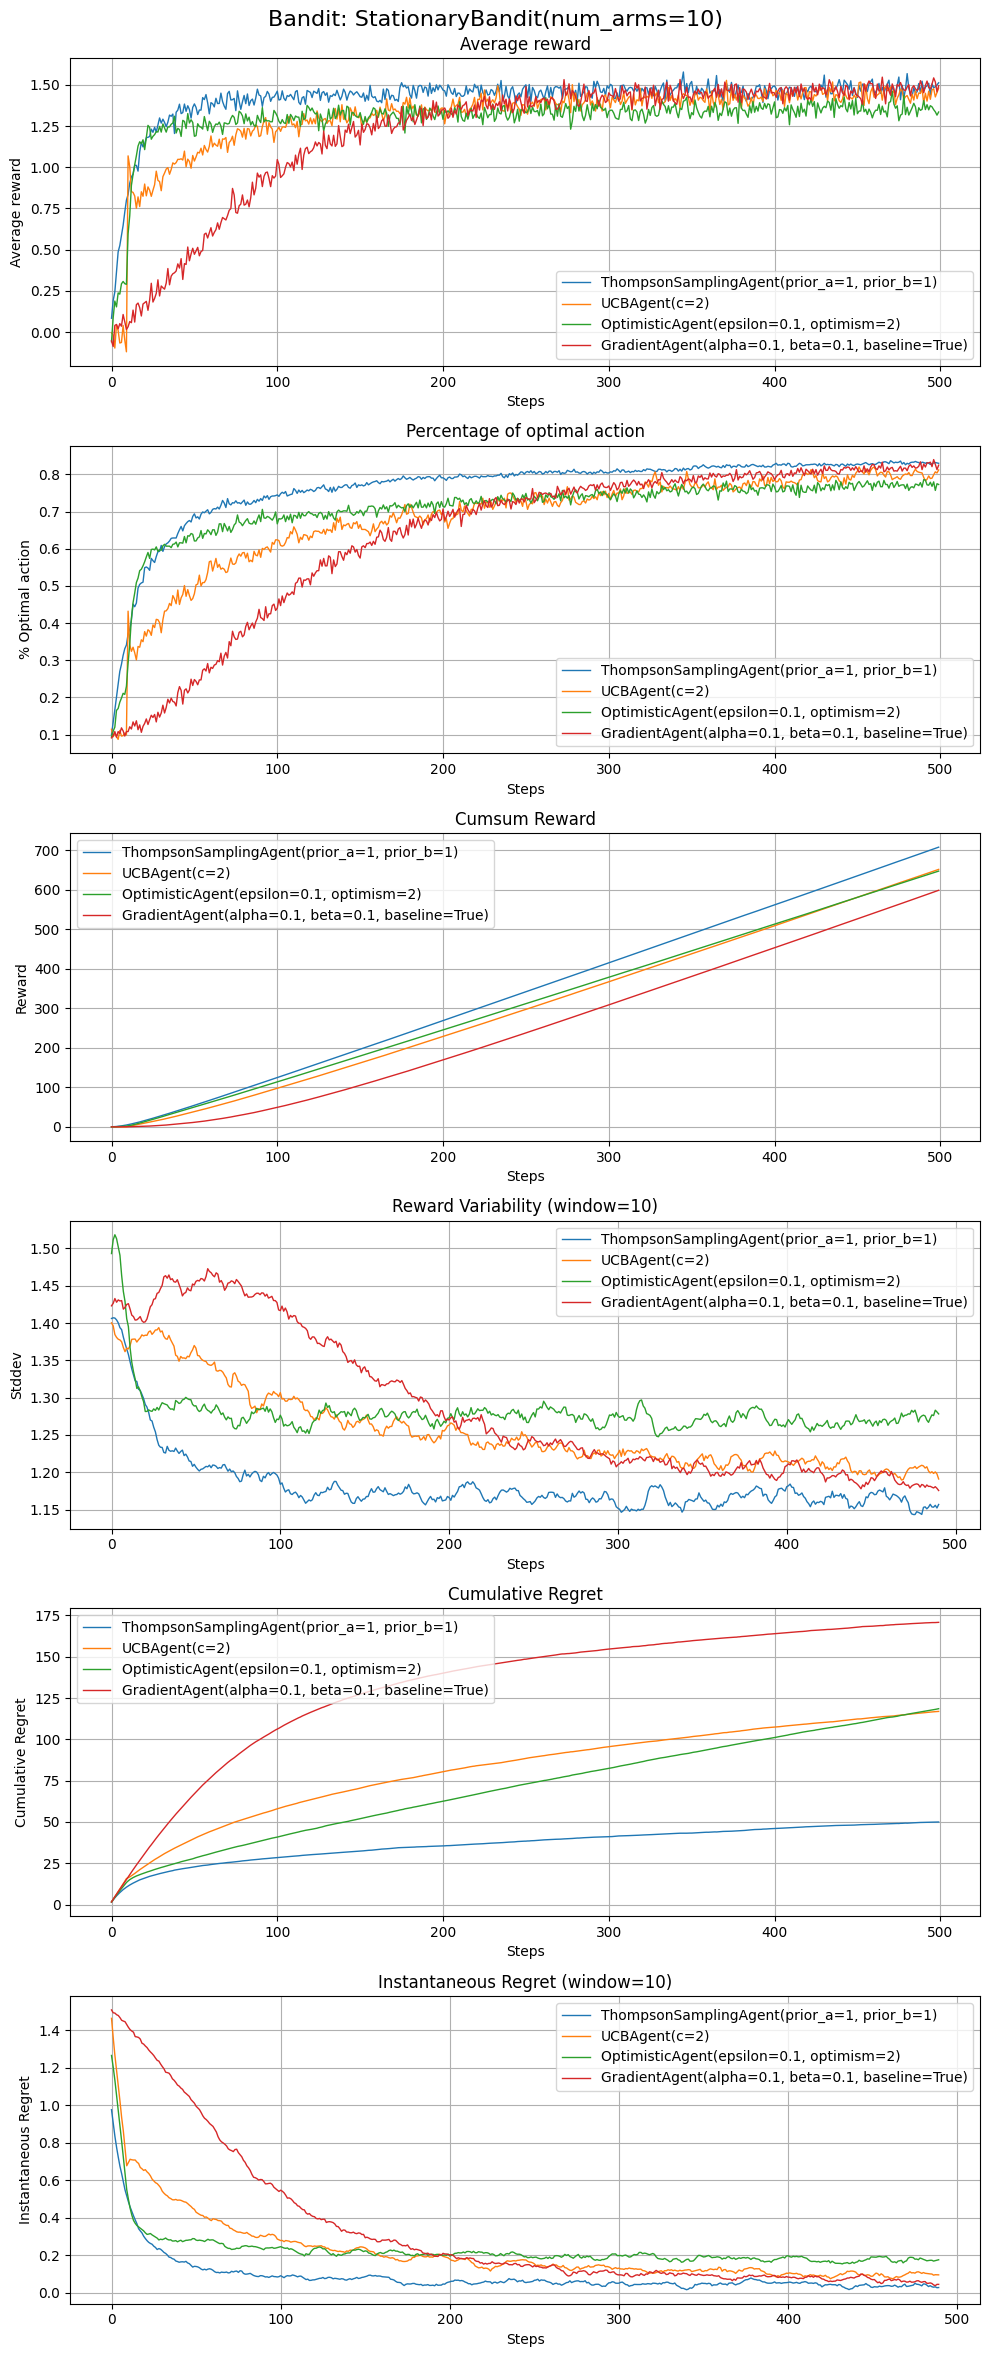 Bandit: StationaryBandit(num_arms=10)
Average reward
Average reward
1.50
1.25
1.00
0.75
0.50
0.25
0.00
ThompsonSamplingAgent(prior_a=1, prior_b=1)
UCBAgent(c=2)
OptimisticAgent(epsilon=0.1, optimism=2)
GradientAgent(alpha=0.1, beta=0.1, baseline=True)
0 100 200 300 400 500
Steps
Percentage of optimal action
% Optimal action
0.8
0.7
0.6
0.5
0.4
0.3
0.2
0.1
ThompsonSamplingAgent(prior_a=1, prior_b=1)
UCBAgent(c=2)
OptimisticAgent(epsilon=0.1, optimism=2)
GradientAgent(alpha=0.1, beta=0.1, baseline=True)
0 100 200 300 400 500
Steps
Cumsum Reward
Reward
700
600
500
400
300
200
100
0
ThompsonSamplingAgent(prior_a=1, prior_b=1)
UCBAgent(c=2)
OptimisticAgent(epsilon=0.1, optimism=2)
GradientAgent(alpha=0.1, beta=0.1, baseline=True)
0 100 200 300 400 500
Steps
Reward Variability (window=10)
Stddev
1.50
1.45
1.40
1.35
1.30
1.25
1.20
1.15
ThompsonSamplingAgent(prior_a=1, prior_b=1)
UCBAgent(c=2)
OptimisticAgent(epsilon=0.1, optimism=2)
GradientAgent(alpha=0.1, beta=0.1, baseline=True)
0 100 200 300 400 500
Steps
Cumulative Regret
Cumulative Regret
175
150
125
100
75
50
25
0
ThompsonSamplingAgent(prior_a=1, prior_b=1)
UCBAgent(c=2)
OptimisticAgent(epsilon=0.1, optimism=2)
GradientAgent(alpha=0.1, beta=0.1, baseline=True)
0 100 200 300 400 500
Steps
Instantaneous Regret (window=10)
Instantaneous Regret
1.4
1.2
1.0
0.8
0.6
0.4
0.2
0.0
ThompsonSamplingAgent(prior_a=1, prior_b=1)
UCBAgent(c=2)
OptimisticAgent(epsilon=0.1, optimism=2)
GradientAgent(alpha=0.1, beta=0.1, baseline=True)
0 100 200 300 400 500
Steps